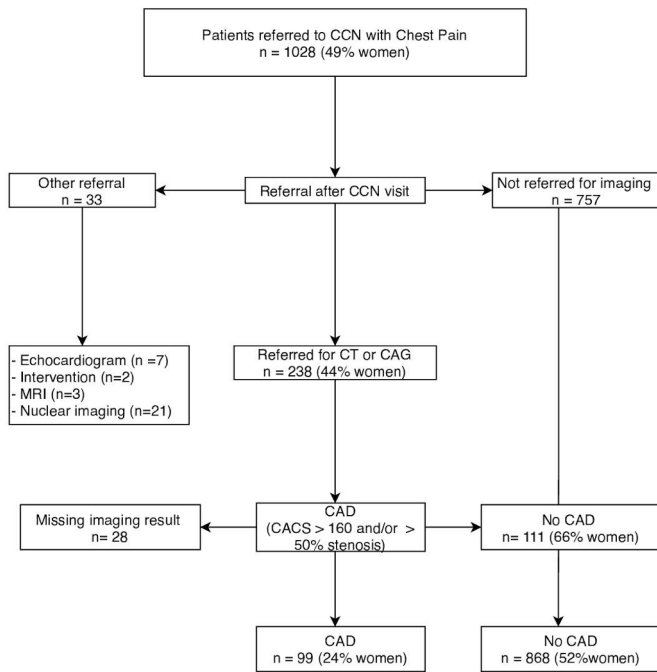 Patients referred to CCN with Chest Pain
n = 1028 (49% women)
Other referral
n = 33
Referral after CCN visit
Not referred for imaging
n = 757
- Echocardiogram (n =7)
- Intervention (n=2)
- MRI (n=3)
- Nuclear imaging (n=21)
Referred for CT or CAG
n = 238 (44% women)
Missing imaging result
n= 28
CAD
(CACS > 160 and/or >
50% stenosis)
No CAD
n= 111 (66% women)
CAD
n= 99 (24% women)
No CAD
n= 868 (52%women)